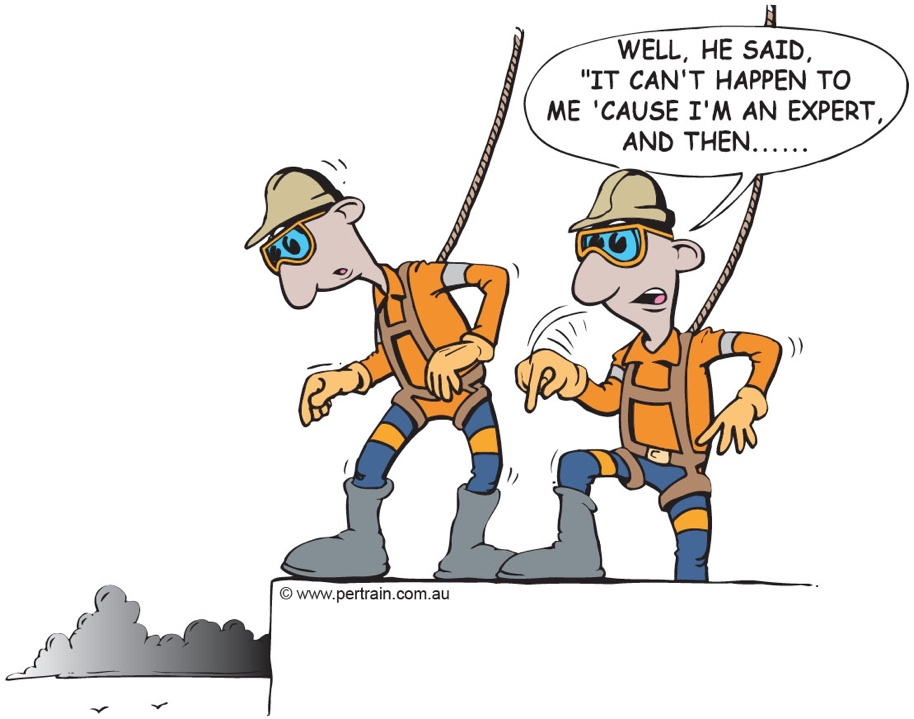 WELL, HE SAID,
"IT CAN'T HAPPEN TO
ME 'CAUSE I'M AN EXPERT,
AND THEN......
© www.pertrain.com.au